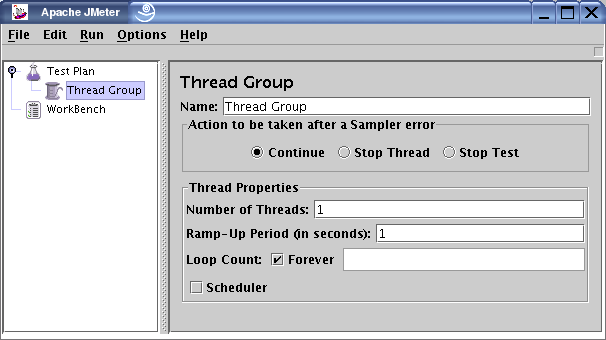 Apache JMeter
File Edit Run Options Help
Test Plan
Thread Group
WorkBench
Thread Group
Name: Thread Group
Action to be taken after a Sampler error
Continue Stop Thread Stop Test
Thread Properties
Number of Threads: 1
Ramp-Up Period (in seconds): 1
Loop Count: Forever
Scheduler